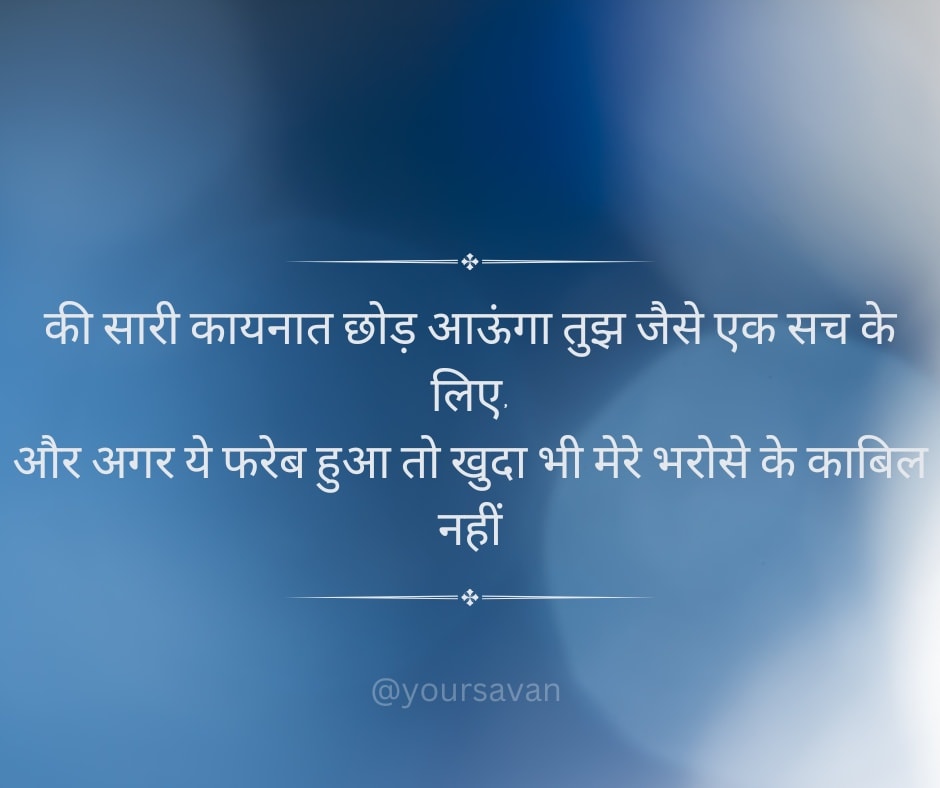 की सारी कायनात छोड़ आऊंगा तुझ जैसे एक सच के
लिए,
और अगर ये फरेब हुआ तो खुदा भी मेरे भरोसे के काबिल
नहीं
@yoursavan